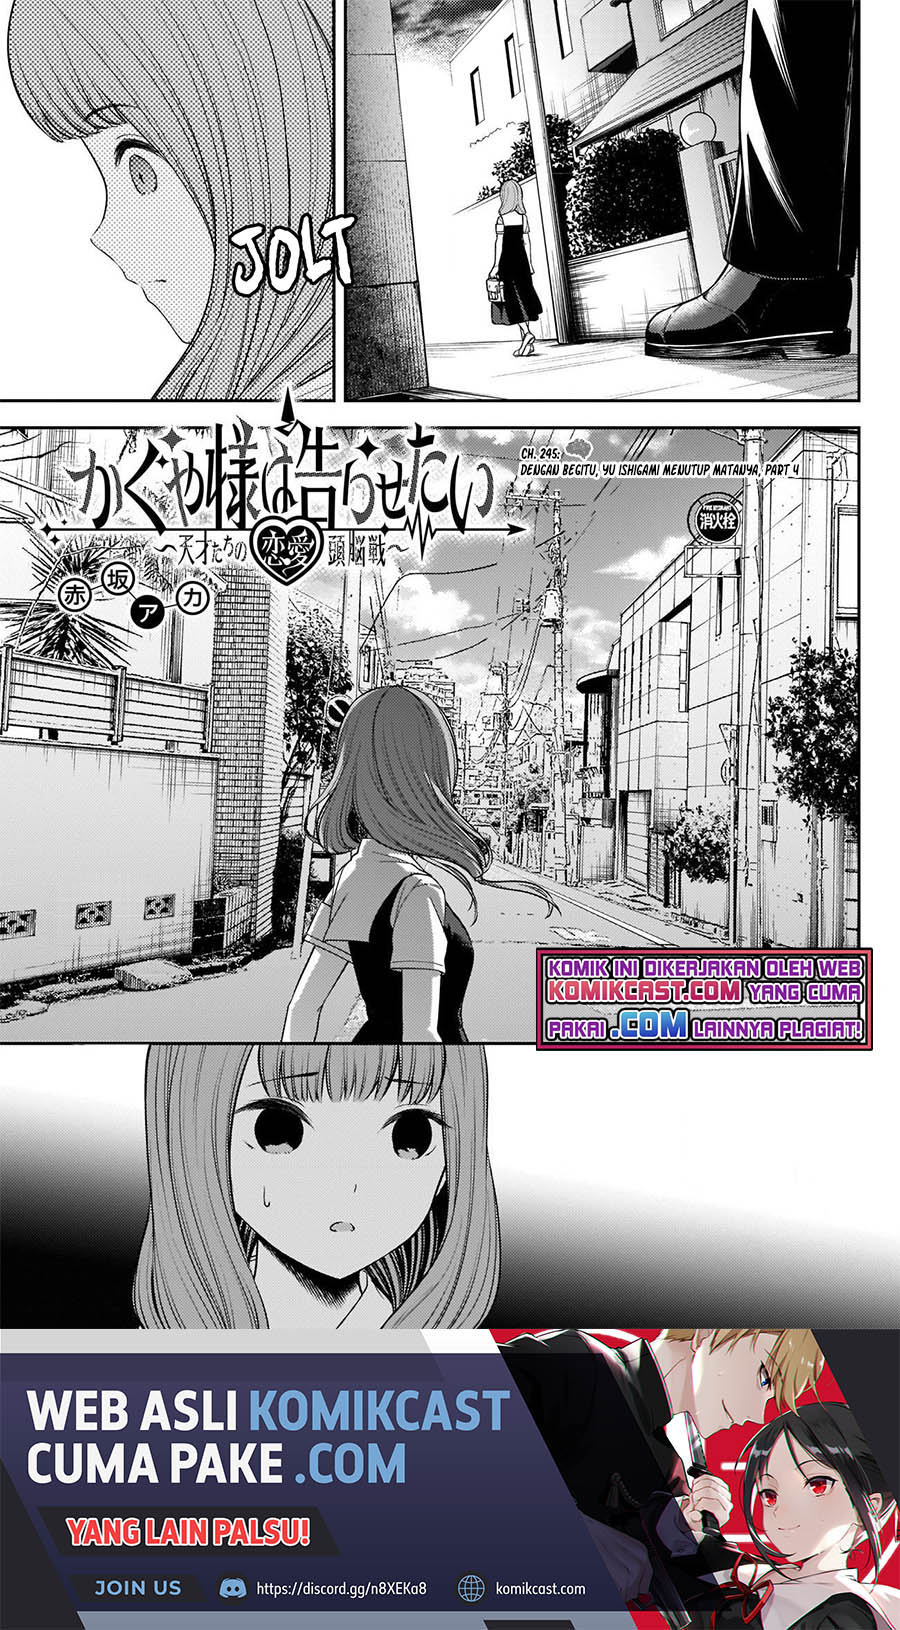 JOLT
かぐや様は告らせたい
～天才たちの恋愛頭脳戦～
赤坂アカ
CH. 245:
DENGAN BEGITU, YU ISHIGAMI MENUTUP MATANYA, PART 4
FIRE HYDRANT
消火栓
KOMIK INI DIKERJAKAN OLEH WEB
KOMIKCAST.COM YANG CUMA
PAKAI .COM LAINNYA PLAGIAT!
WEB ASLI KOMIKCAST
CUMA PAKE .COM
YANG LAIN PALSU!
JOIN US
https://discord.gg/n8XEKa8
komikcast.com